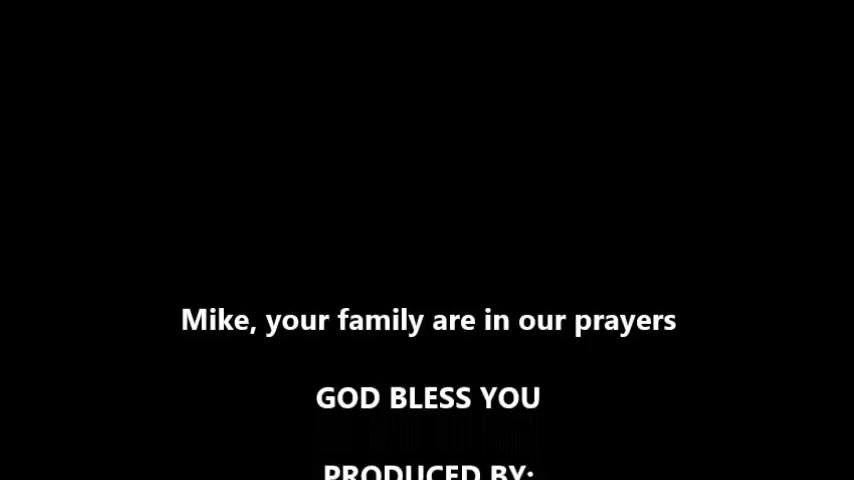 Mike, your family are in our prayers
GOD BLESS YOU
PRODUCED BY: